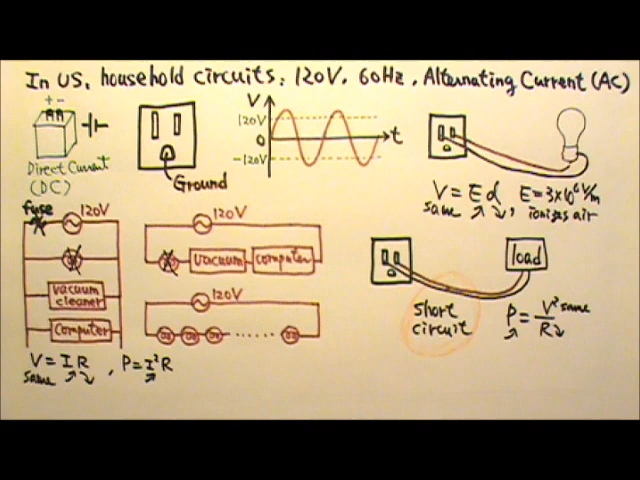 In US, household circuits: 120V, 60Hz, Alternating Current (AC)
+ -
Direct Current
(DC)
Ground
V
120V
0
-120V
t
V = E d
same
E = 3×10⁶ V/m
ionizes air
fuse
120V
vacuum
cleaner
computer
V = I R , P = I²R
same
120V
vacuum
computer
120V
load
short
circuit
P = V² same
R